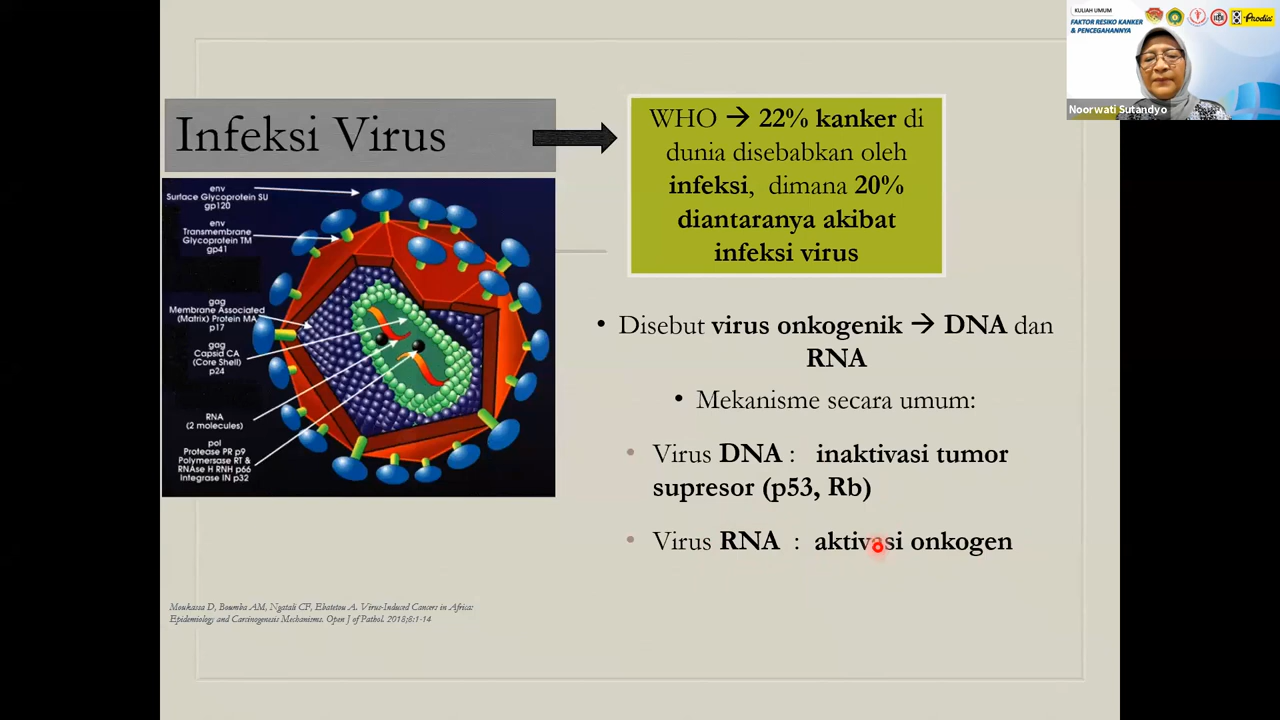 KULIAH UMUM
FAKTOR RESIKO KANKER
& PENCEGAHANNYA
Prodia
Noorwati Sutandyo
Infeksi Virus
WHO → 22% kanker di
dunia disebabkan oleh
infeksi, dimana 20%
diantaranya akibat
infeksi virus
env
Surface Glycoprotein SU
gp120
env
Transmembrane
Glycoprotein TM
gp41
gag
Membrane Associated
(Matrix) Protein MA
p17
gag
Capsid CA
(Core Shell)
p24
RNA
(2 molecules)
pol
Protease PR p9
Polymersase RT &
RNAse H RNH p66
Integrase IN p32
• Disebut virus onkogenik → DNA dan
RNA
• Mekanisme secara umum:
• Virus DNA : inaktivasi tumor
supresor (p53, Rb)
• Virus RNA : aktivasi onkogen
Moukassa D, Boumba AM, Ngatali CF, Ebatetou A. Virus-Induced Cancers in Africa:
Epidemiology and Carcinogenesis Mechanisms. Open J of Pathol. 2018;8:1-14